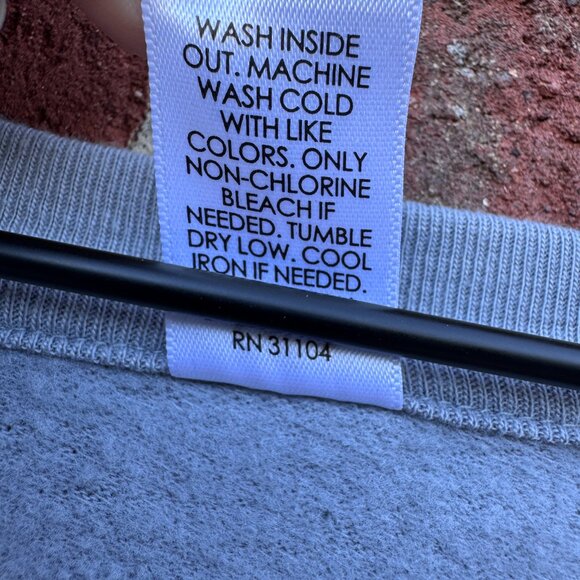 WASH INSIDE
OUT. MACHINE
WASH COLD
WITH LIKE
COLORS. ONLY
NON-CHLORINE
BLEACH IF
NEEDED. TUMBLE
DRY LOW. COOL
IRON IF NEEDED.
RN 31104